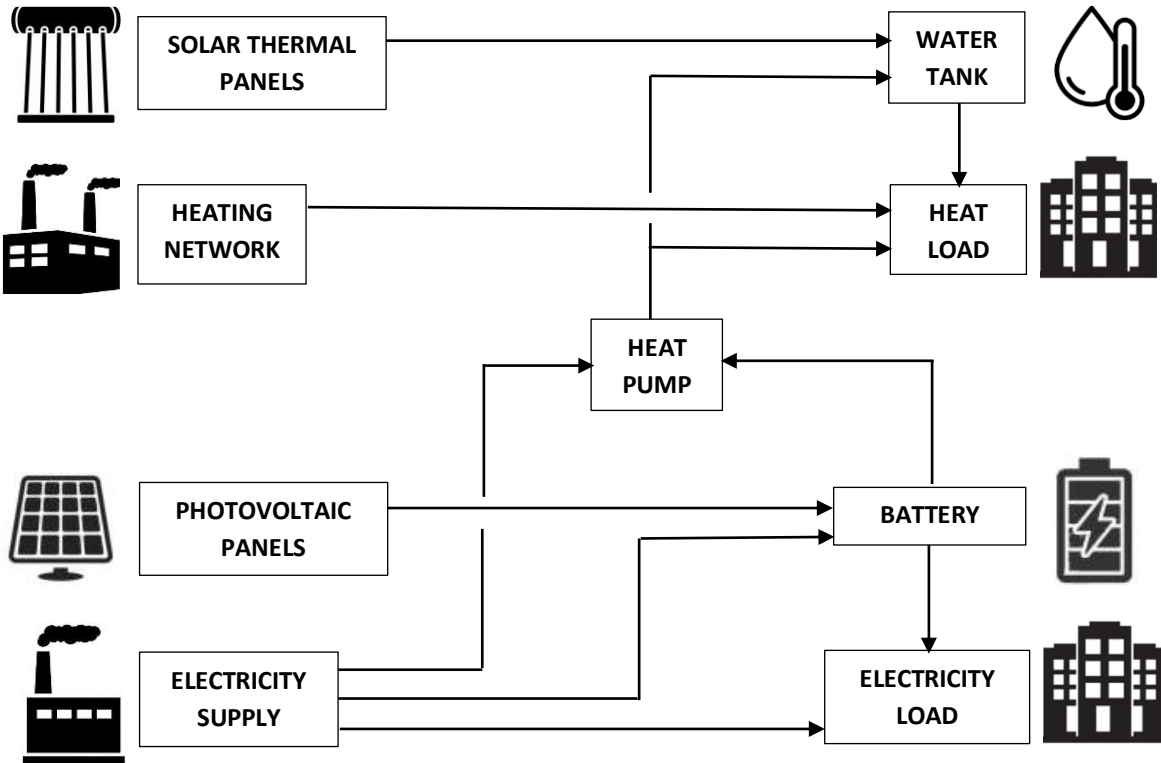 SOLAR THERMAL
PANELS
WATER
TANK
HEATING
NETWORK
HEAT
LOAD
HEAT
PUMP
PHOTOVOLTAIC
PANELS
BATTERY
ELECTRICITY
SUPPLY
ELECTRICITY
LOAD